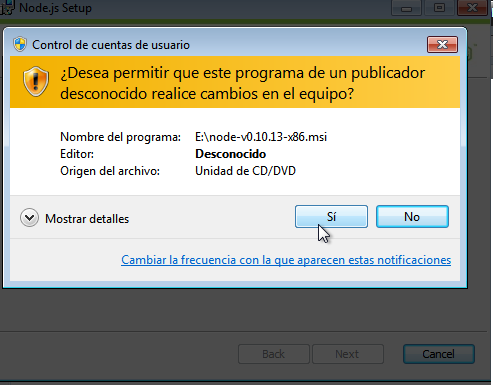 Node.js Setup
Control de cuentas de usuario
¿Desea permitir que este programa de un publicador
desconocido realice cambios en el equipo?
Nombre del programa: E:\node-v0.10.13-x86.msi
Editor: Desconocido
Origen del archivo: Unidad de CD/DVD
Mostrar detalles
Sí No
Cambiar la frecuencia con la que aparecen estas notificaciones
Back Next Cancel